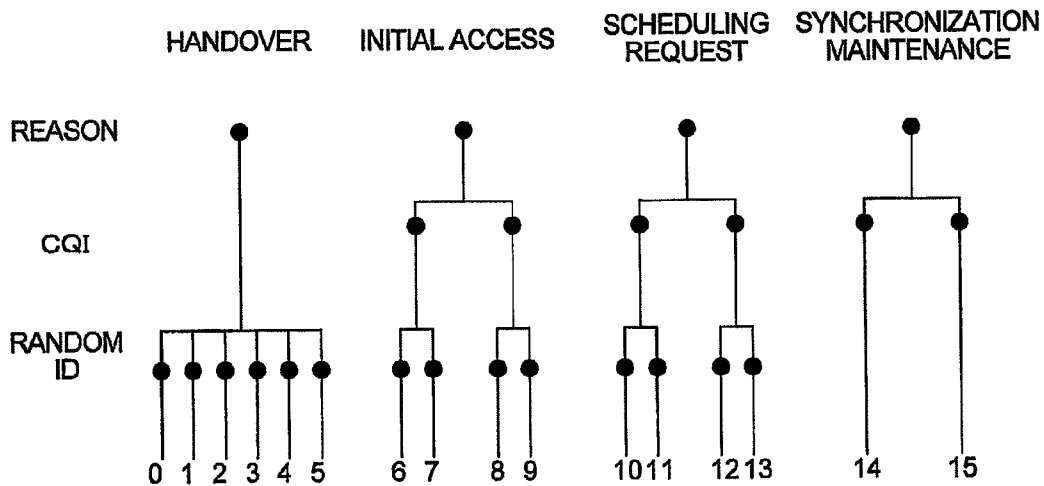 HANDOVER
INITIAL ACCESS
SCHEDULING
REQUEST
SYNCHRONIZATION
MAINTENANCE
REASON
CQI
RANDOM
ID
0 1 2 3 4 5 6 7 8 9 10 11 12 13 14 15